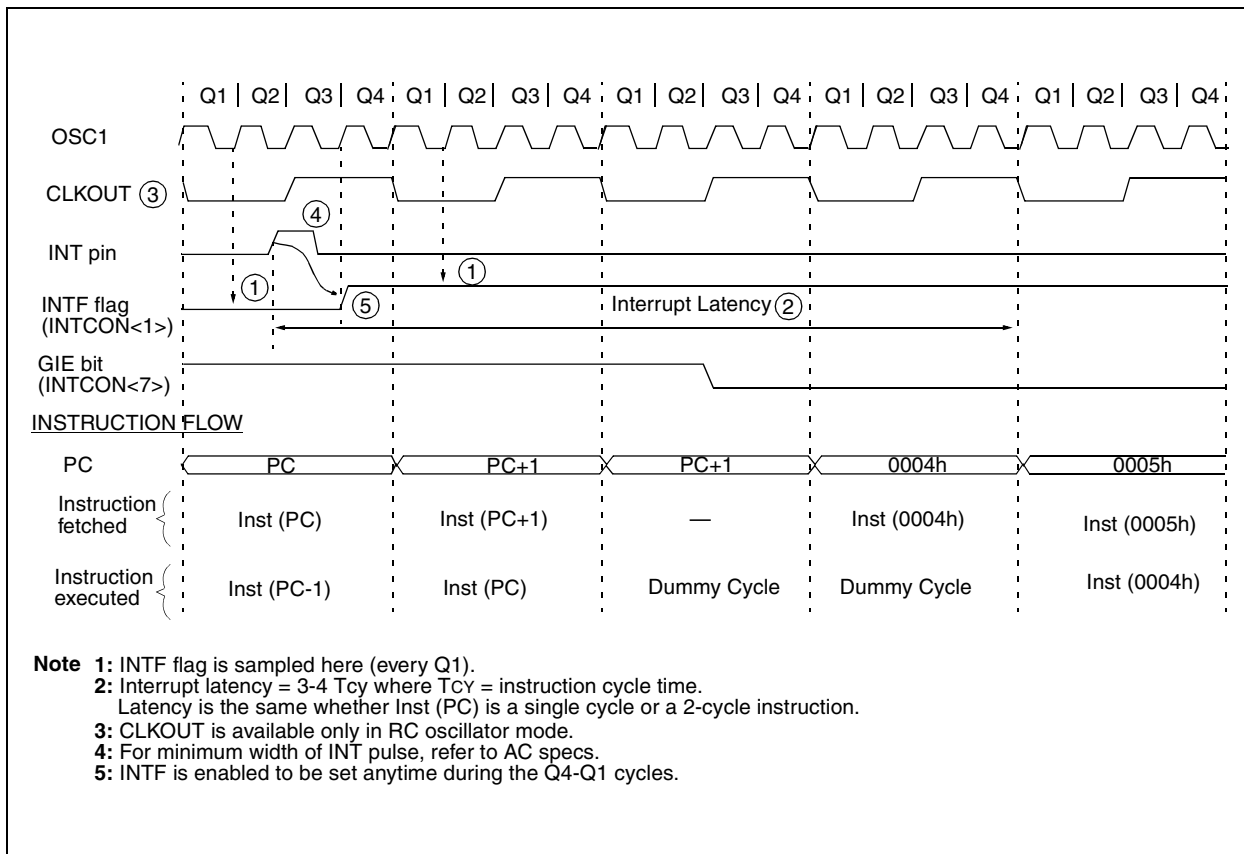 Q1 | Q2 | Q3 | Q4 Q1 | Q2 | Q3 | Q4 Q1 | Q2 | Q3 | Q4 Q1 | Q2 | Q3 | Q4 Q1 | Q2 | Q3 | Q4
OSC1
CLKOUT ③
④
INT pin
① ①
INTF flag
(INTCON<1>)
⑤ Interrupt Latency ②
GIE bit
(INTCON<7>)
INSTRUCTION FLOW
PC PC PC+1 PC+1 0004h 0005h
Instruction
fetched
Inst (PC) Inst (PC+1) — Inst (0004h) Inst (0005h)
Instruction
executed
Inst (PC-1) Inst (PC) Dummy Cycle Dummy Cycle Inst (0004h)
Note 1: INTF flag is sampled here (every Q1).
2: Interrupt latency = 3-4 Tcy where TCY = instruction cycle time.
Latency is the same whether Inst (PC) is a single cycle or a 2-cycle instruction.
3: CLKOUT is available only in RC oscillator mode.
4: For minimum width of INT pulse, refer to AC specs.
5: INTF is enabled to be set anytime during the Q4-Q1 cycles.